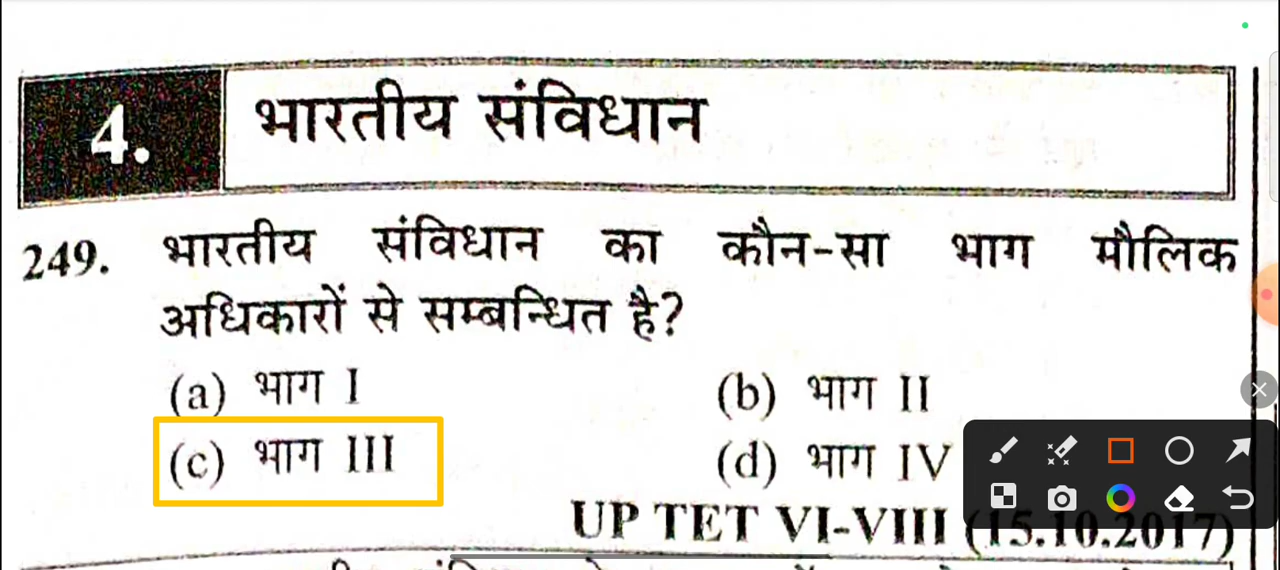 4. भारतीय संविधान
249. भारतीय संविधान का कौन-सा भाग मौलिक
अधिकारों से सम्बन्धित है?
(a) भाग I (b) भाग II
(c) भाग III (d) भाग IV
UP TET VI-VIII (15.10.2017)